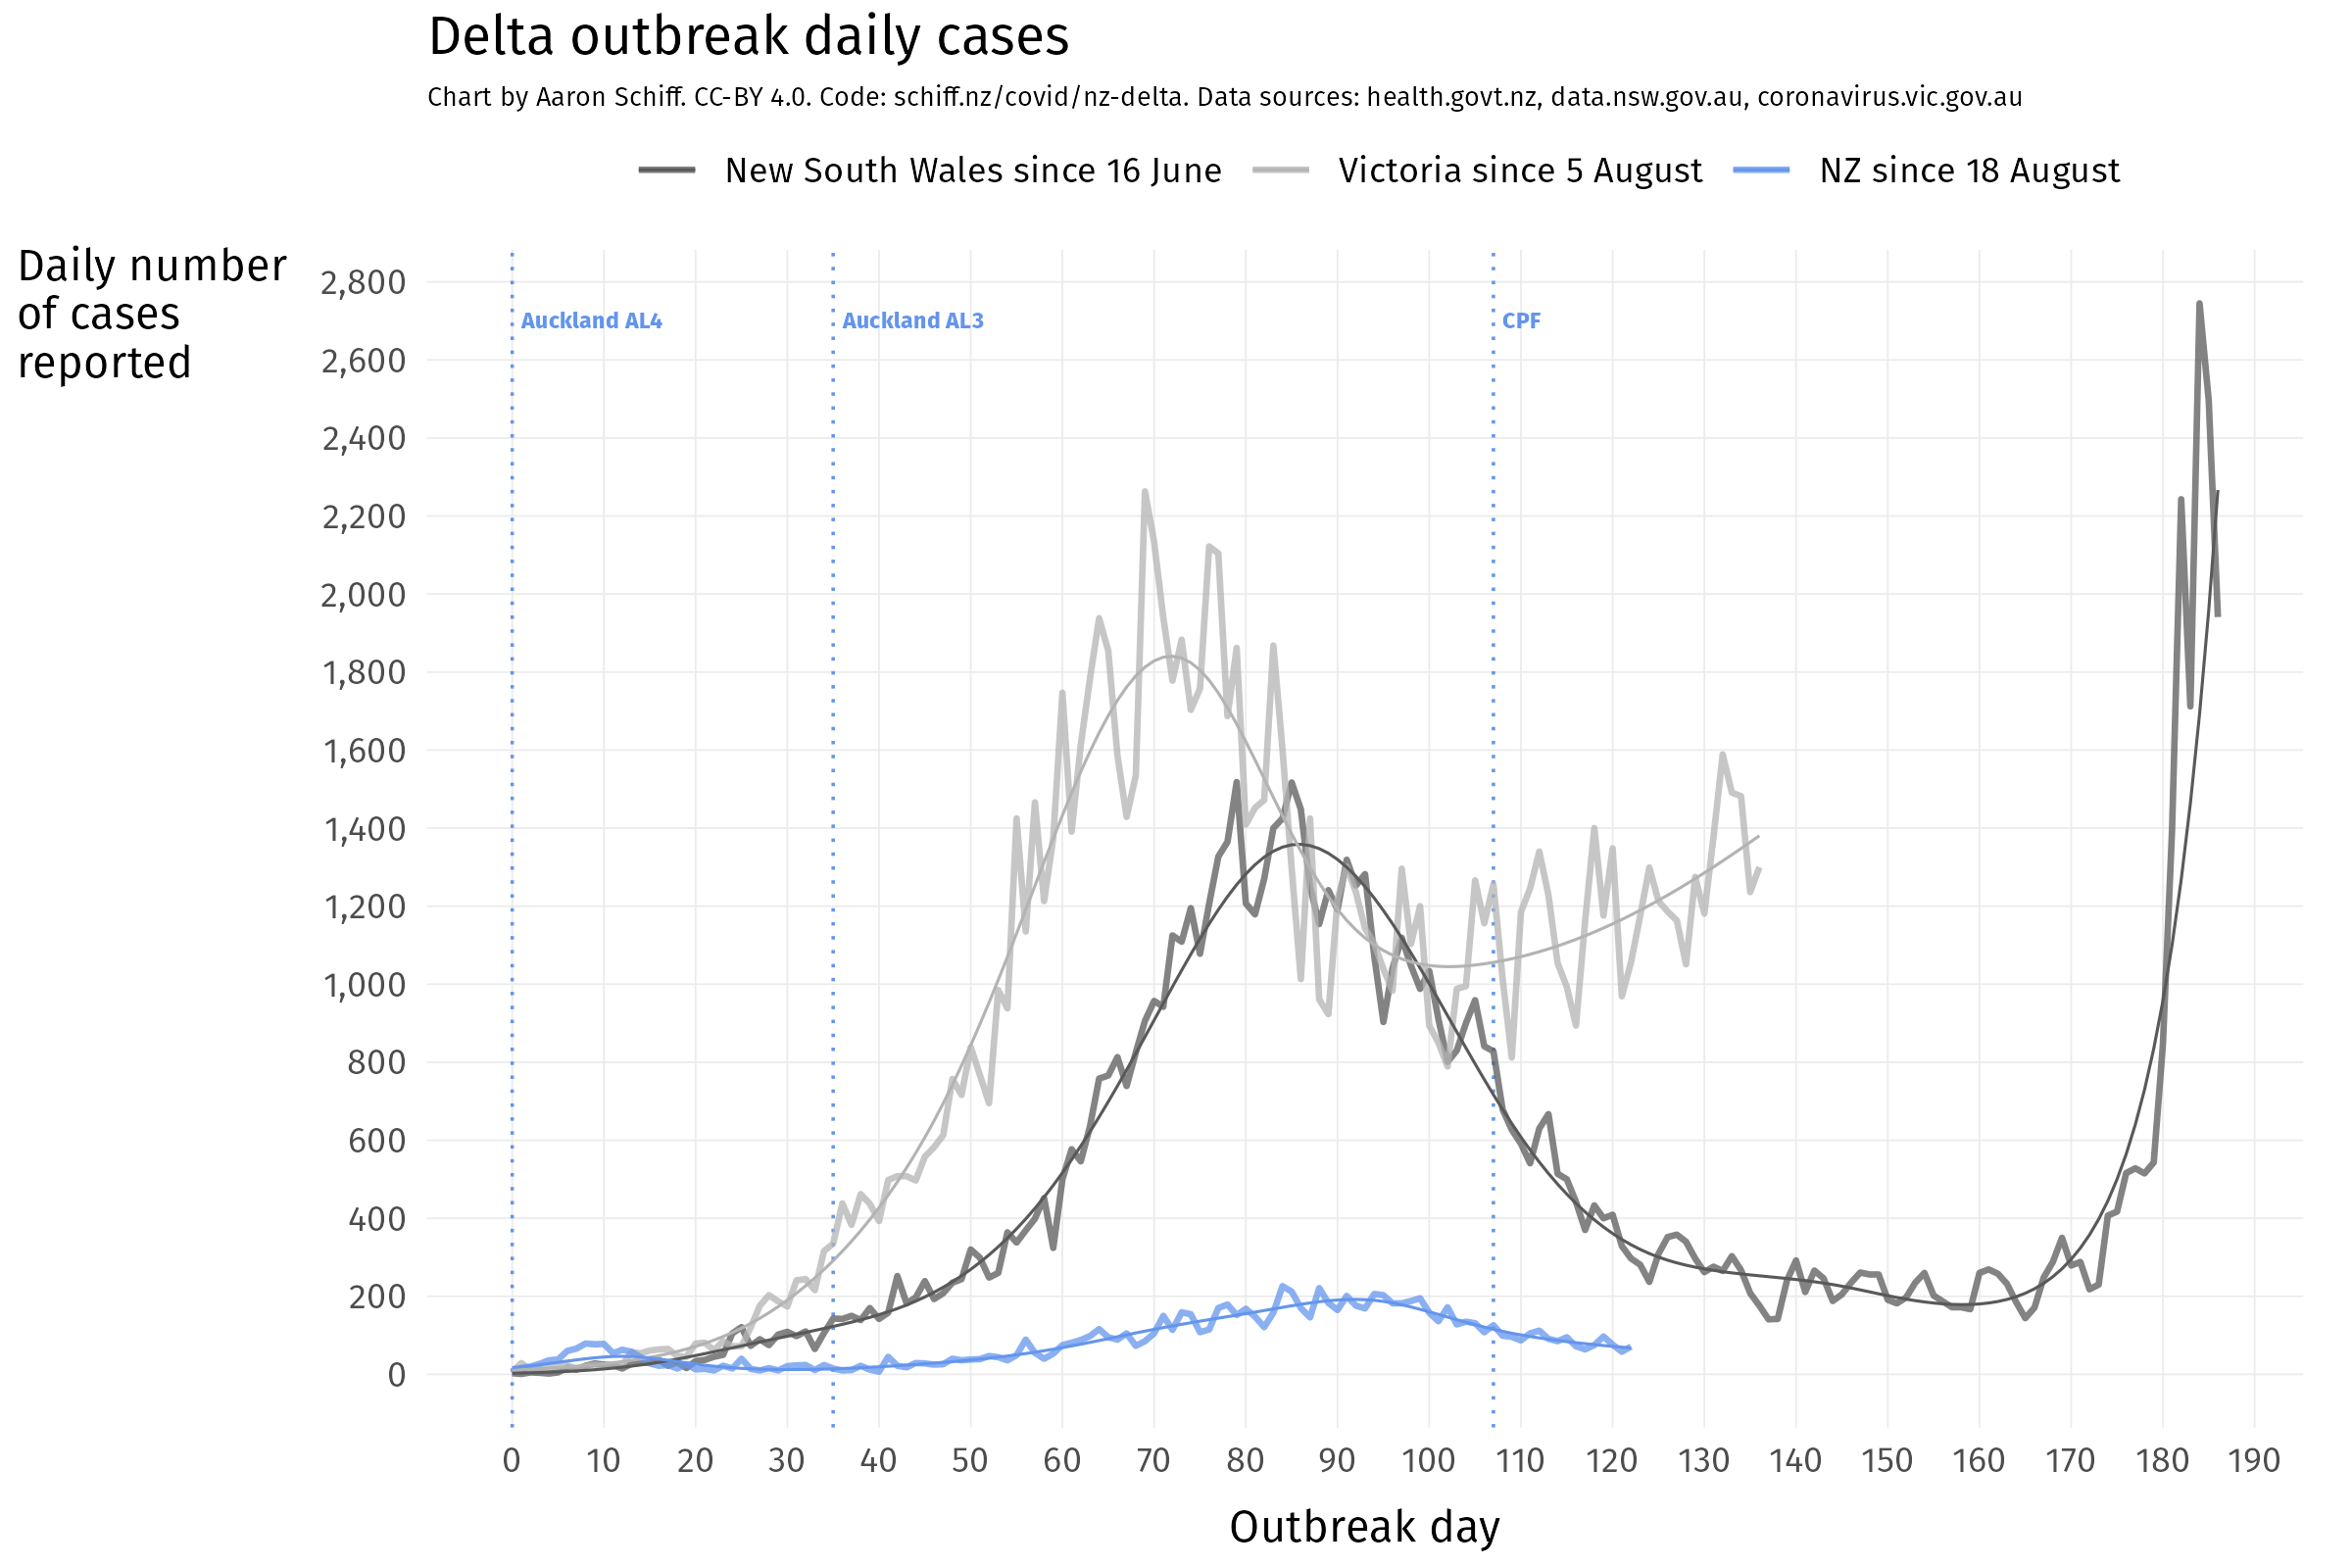 Delta outbreak daily cases
Chart by Aaron Schiff. CC-BY 4.0. Code: schiff.nz/covid/nz-delta. Data sources: health.govt.nz, data.nsw.gov.au, coronavirus.vic.gov.au
New South Wales since 16 June Victoria since 5 August NZ since 18 August
Daily number
of cases
reported
2,800
2,600
2,400
2,200
2,000
1,800
1,600
1,400
1,200
1,000
800
600
400
200
0
Auckland AL4 Auckland AL3 CPF
0 10 20 30 40 50 60 70 80 90 100 110 120 130 140 150 160 170 180 190
Outbreak day